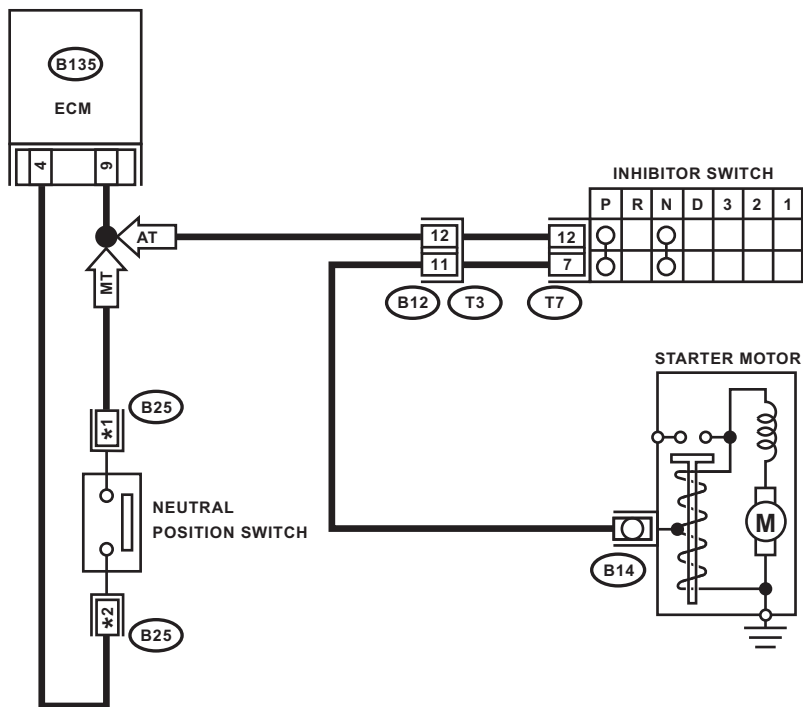 B135
ECM
4
9
AT
MT
INHIBITOR SWITCH
P R N D 3 2 1
12
12
11
7
B12
T3
T7
STARTER MOTOR
B25
*1
NEUTRAL
POSITION SWITCH
M
B14
*2
B25